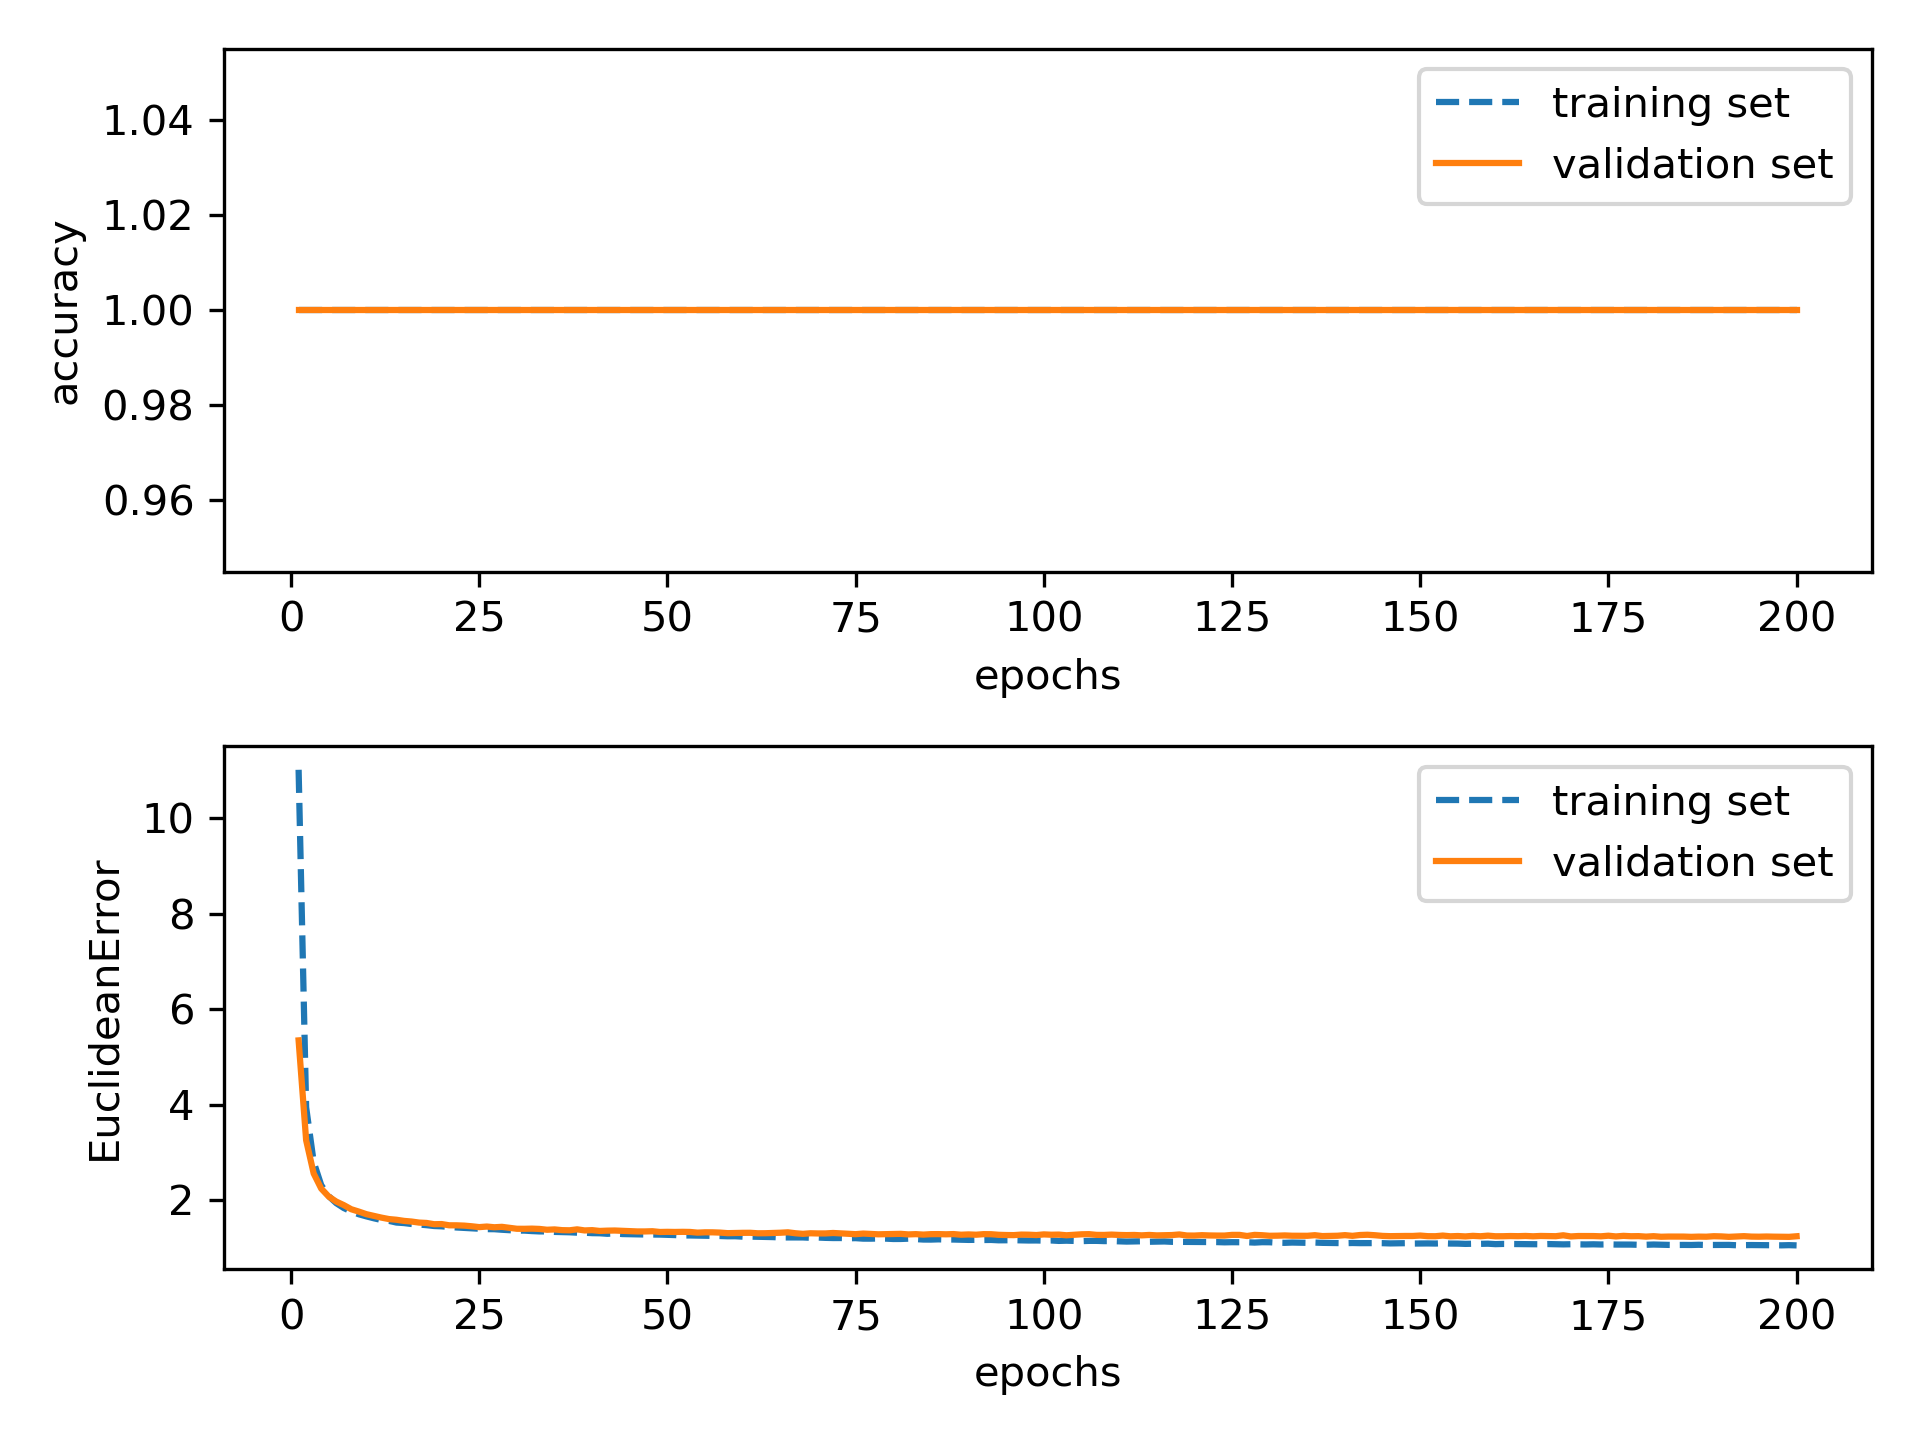 training set
validation set
1.04
1.02
1.00
0.98
0.96
accuracy
0 25 50 75 100 125 150 175 200
epochs
training set
validation set
10
8
6
4
2
EuclideanError
0 25 50 75 100 125 150 175 200
epochs